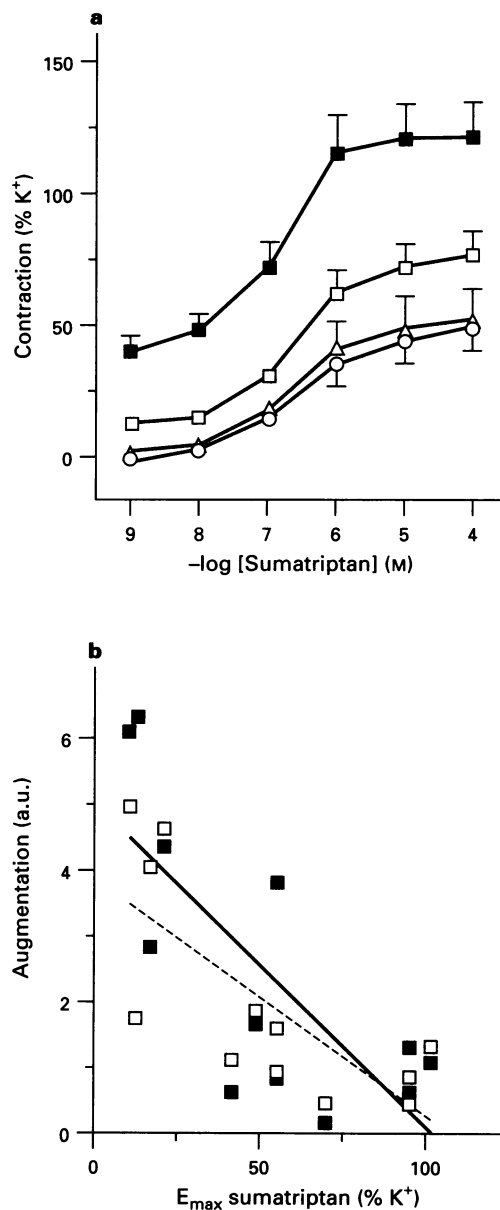 a
150
100
50
0
Contraction (% K⁺)
9 8 7 6 5 4
–log [Sumatriptan] (M)
b
6
4
2
0
Augmentation (a.u.)
0 50 100
Eₘₐₓ sumatriptan (% K⁺)